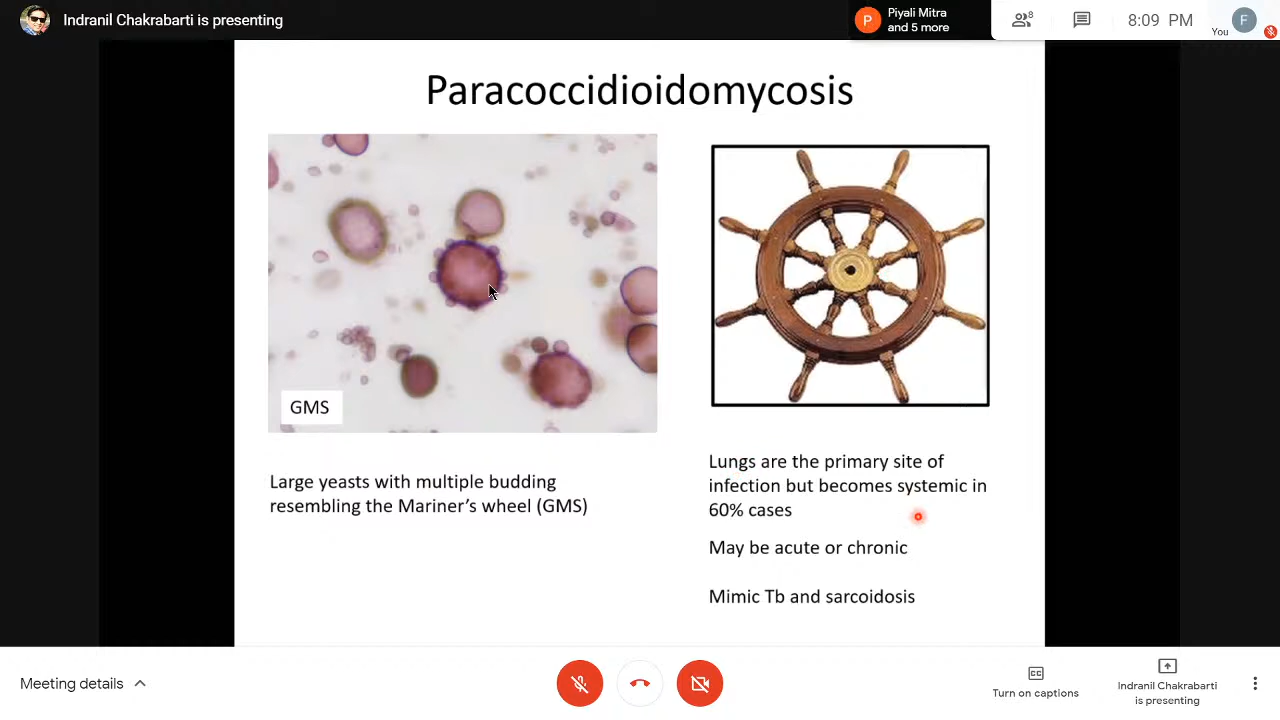 Indranil Chakrabarti is presenting
P
Piyali Mitra
and 5 more
8
8:09 PM
You
F
Paracoccidioidomycosis
GMS
Large yeasts with multiple budding
resembling the Mariner's wheel (GMS)
Lungs are the primary site of
infection but becomes systemic in
60% cases
May be acute or chronic
Mimic Tb and sarcoidosis
Meeting details
CC
Turn on captions
Indranil Chakrabarti
is presenting